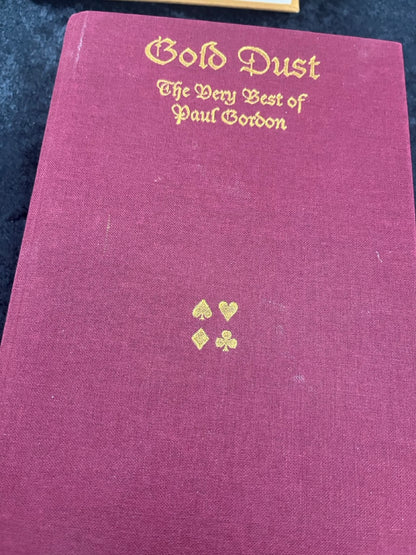 Gold Dust
The Very Best of
Paul Gordon